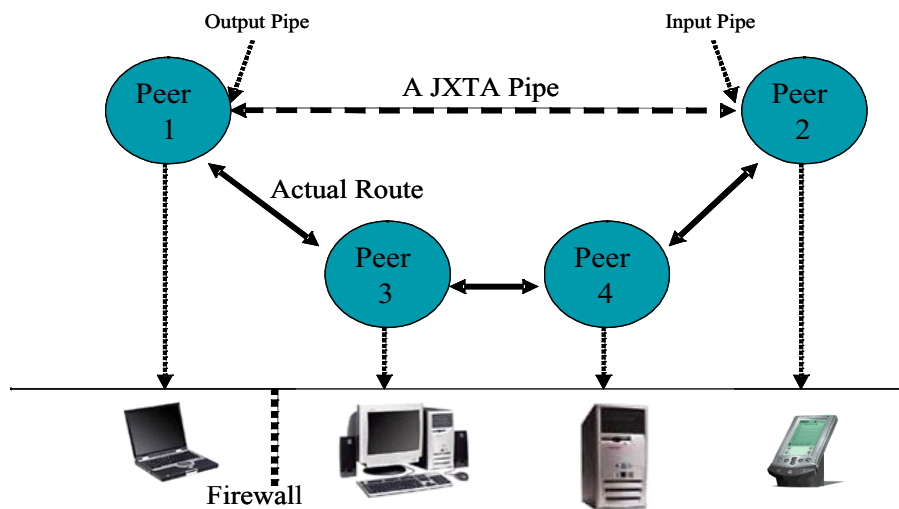 Output Pipe
Input Pipe
A JXTA Pipe
Peer
1
Peer
2
Actual Route
Peer
3
Peer
4
Firewall